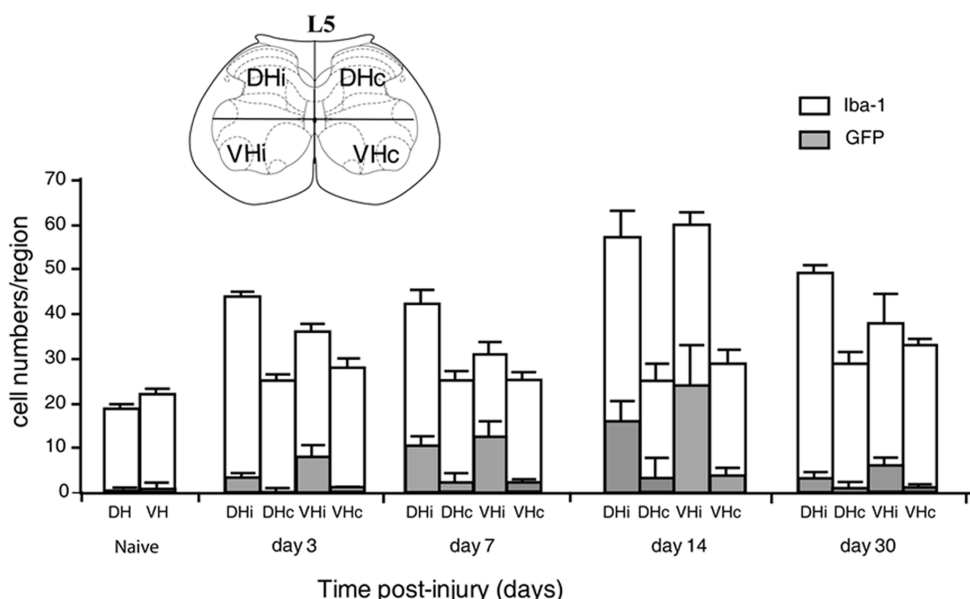 L5
DHi DHc
VHi VHc
Iba-1
GFP
cell numbers/region
70
60
50
40
30
20
10
0
DH VH DHi DHc VHi VHc DHi DHc VHi VHc DHi DHc VHi VHc DHi DHc VHi VHc
Naive day 3 day 7 day 14 day 30
Time post-injury (days)